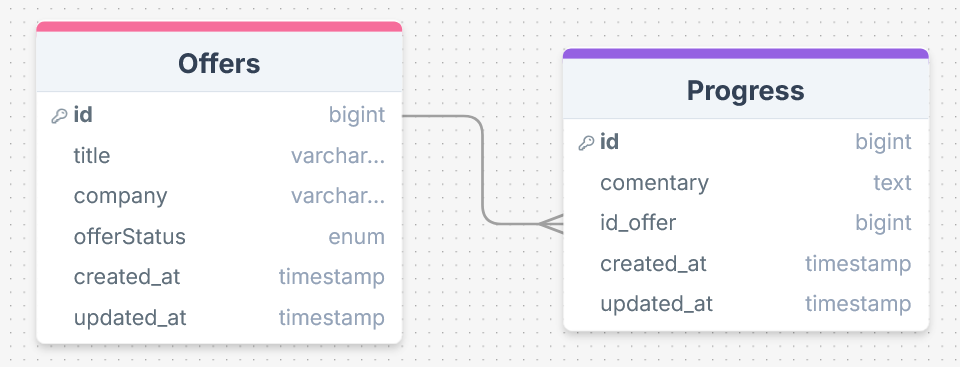 Offers
id bigint
title varchar...
company varchar...
offerStatus enum
created_at timestamp
updated_at timestamp
Progress
id bigint
comentary text
id_offer bigint
created_at timestamp
updated_at timestamp